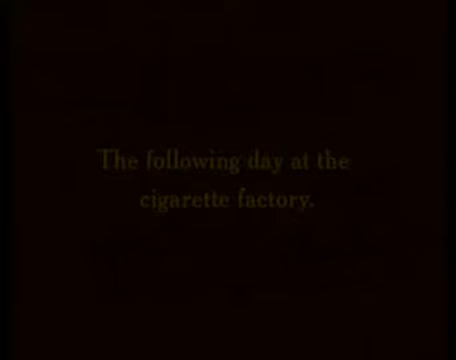 The following day at the
cigarette factory.